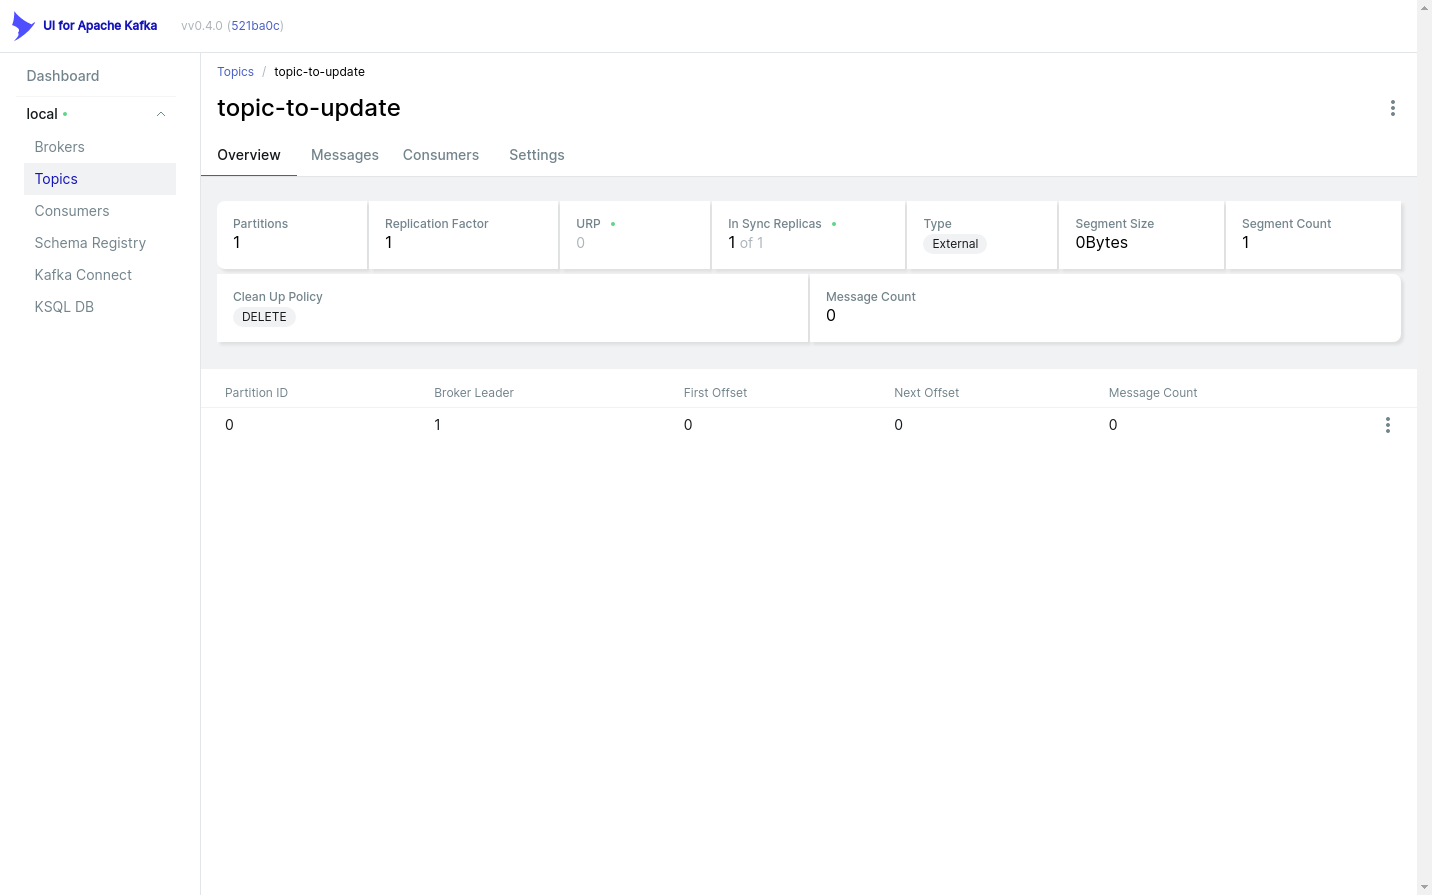 UI for Apache Kafka vv0.4.0 (521ba0c)
Dashboard
local
Brokers
Topics
Consumers
Schema Registry
Kafka Connect
KSQL DB
Topics / topic-to-update
topic-to-update
Overview Messages Consumers Settings
Partitions Replication Factor URP In Sync Replicas Type Segment Size Segment Count
1 1 0 1 of 1 External 0Bytes 1
Clean Up Policy Message Count
DELETE 0
Partition ID Broker Leader First Offset Next Offset Message Count
0 1 0 0 0